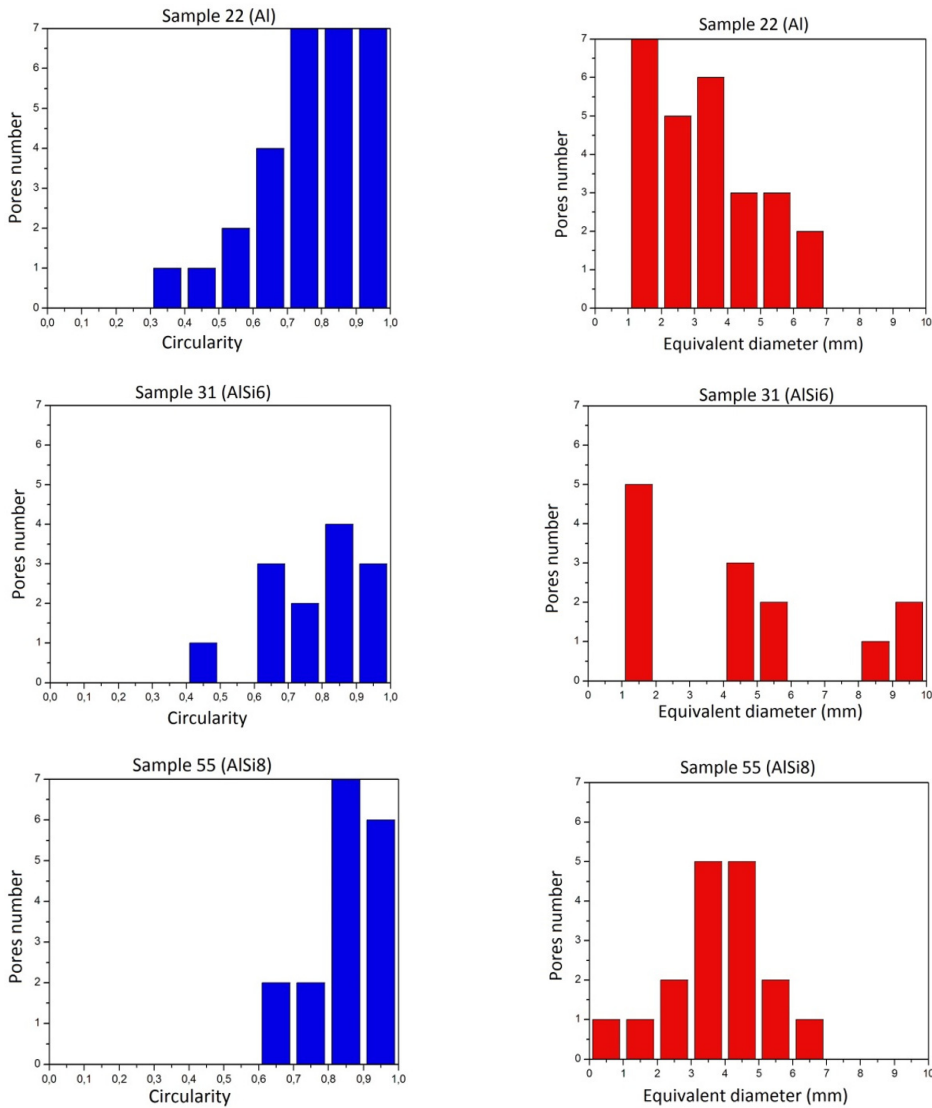 Sample 22 (Al)
7
6
5
4
3
2
1
0
Pores number
0,0 0,1 0,2 0,3 0,4 0,5 0,6 0,7 0,8 0,9 1,0
Circularity
Sample 22 (Al)
7
6
5
4
3
2
1
0
Pores number
0 1 2 3 4 5 6 7 8 9 10
Equivalent diameter (mm)
Sample 31 (AlSi6)
7
6
5
4
3
2
1
0
Pores number
0,0 0,1 0,2 0,3 0,4 0,5 0,6 0,7 0,8 0,9 1,0
Circularity
Sample 31 (AlSi6)
7
6
5
4
3
2
1
0
Pores number
0 1 2 3 4 5 6 7 8 9 10
Equivalent diameter (mm)
Sample 55 (AlSi8)
7
6
5
4
3
2
1
0
Pores number
0,0 0,1 0,2 0,3 0,4 0,5 0,6 0,7 0,8 0,9 1,0
Circularity
Sample 55 (AlSi8)
7
6
5
4
3
2
1
0
Pores number
0 1 2 3 4 5 6 7 8 9 10
Equivalent diameter (mm)